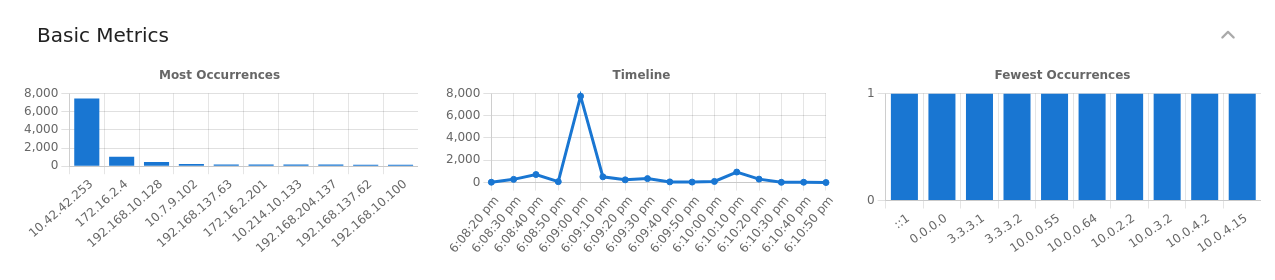 Basic Metrics
Most Occurrences
8,000
6,000
4,000
2,000
0
10.42.42.253
172.16.2.4
192.168.10.128
10.7.9.102
192.168.137.63
172.16.2.201
10.214.10.133
192.168.204.137
192.168.137.62
192.168.10.100
Timeline
8,000
6,000
4,000
2,000
0
6:08:20 pm
6:08:30 pm
6:08:40 pm
6:08:50 pm
6:09:00 pm
6:09:10 pm
6:09:20 pm
6:09:30 pm
6:09:40 pm
6:09:50 pm
6:10:00 pm
6:10:10 pm
6:10:20 pm
6:10:30 pm
6:10:40 pm
6:10:50 pm
Fewest Occurrences
1
0
::1
0.0.0.0
3.3.3.1
3.3.3.2
10.0.0.55
10.0.0.64
10.0.2.2
10.0.3.2
10.0.4.2
10.0.4.15